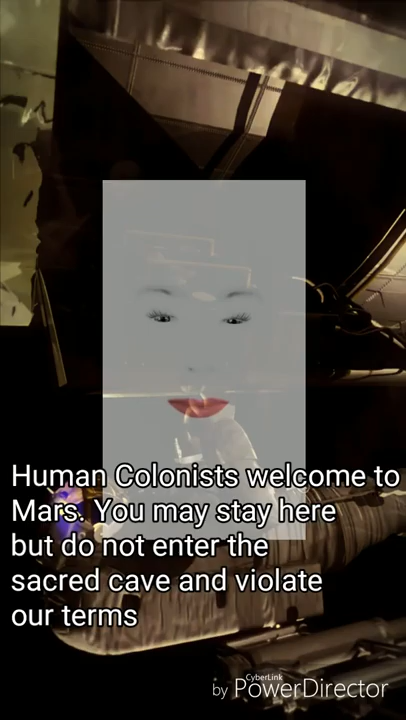 Human Colonists welcome to
Mars. You may stay here
but do not enter the
sacred cave and violate
our terms
CyberLink
by PowerDirector